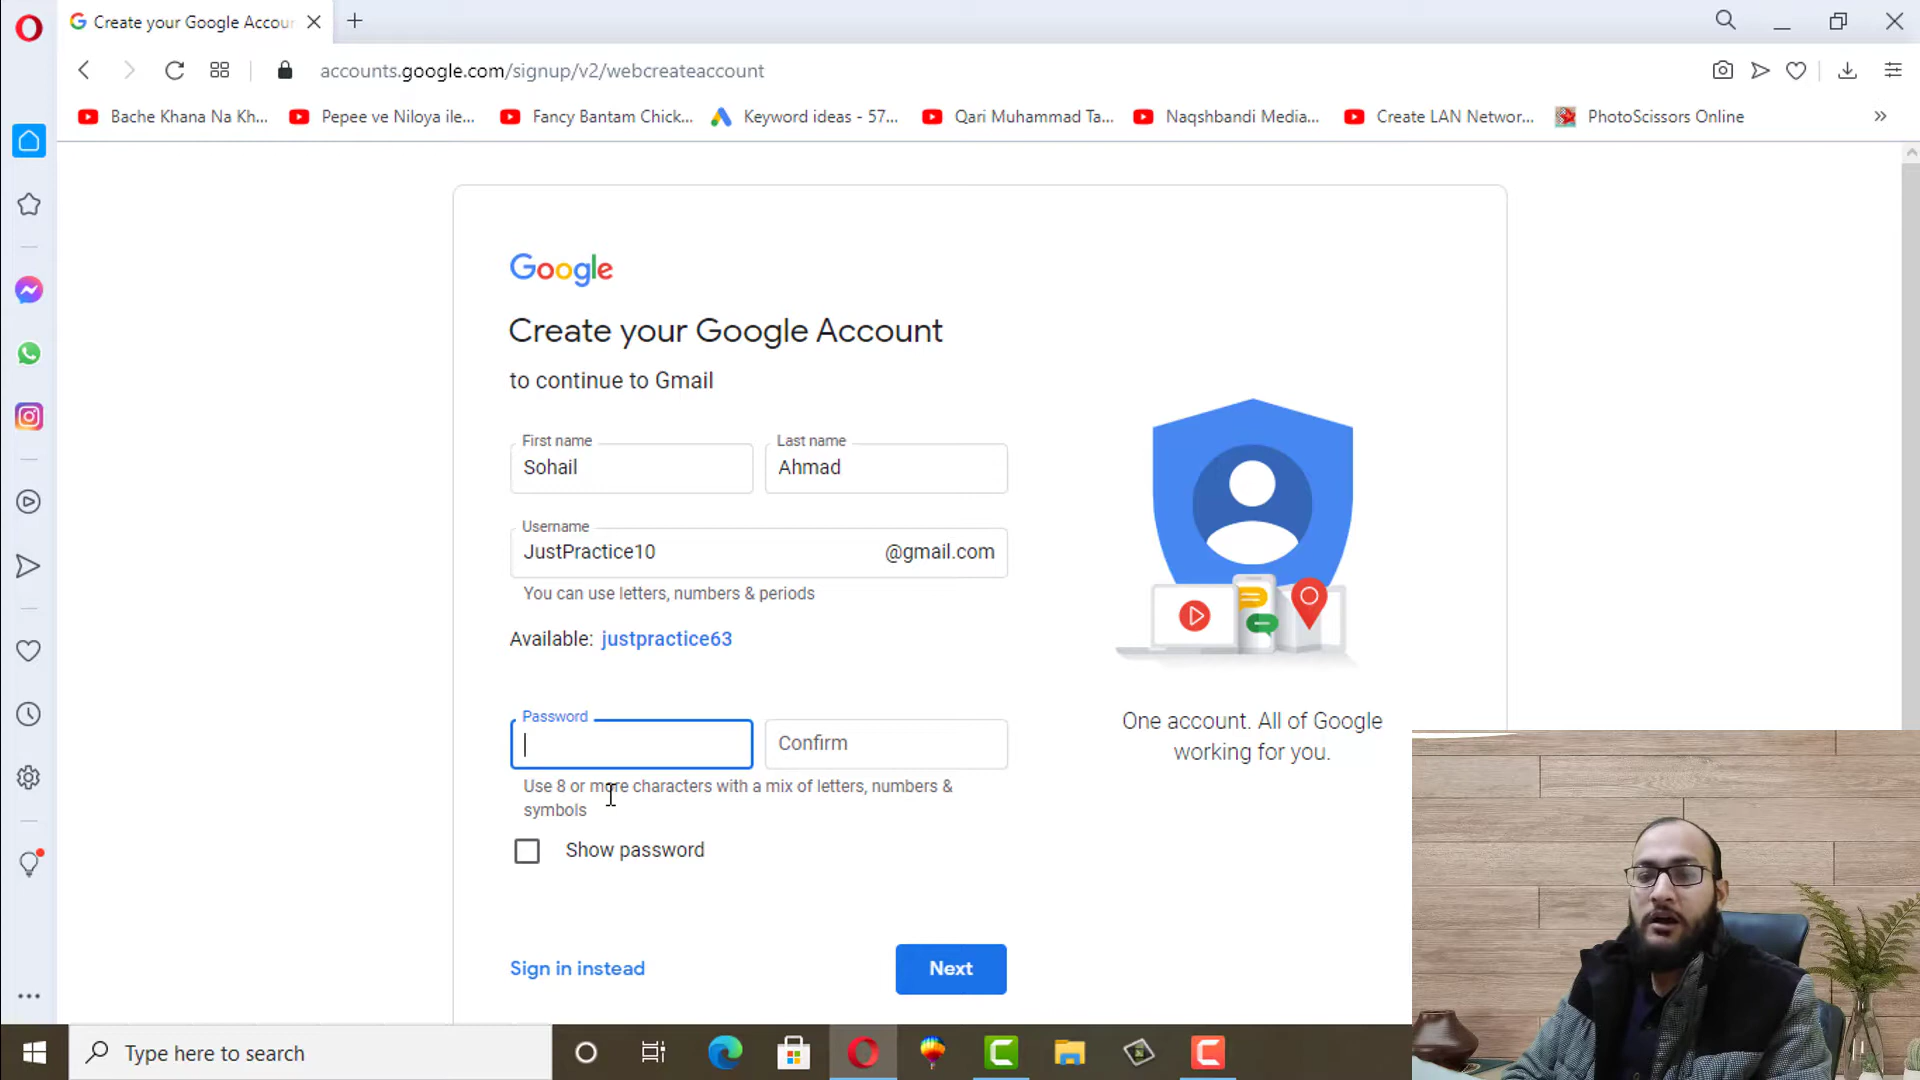 Create your Google Accoun
accounts.google.com/signup/v2/webcreateaccount
Bache Khana Na Kh...
Pepee ve Niloya ile...
Fancy Bantam Chick...
Keyword ideas - 57...
Qari Muhammad Ta...
Naqshbandi Media...
Create LAN Networ...
PhotoScissors Online
Google
Create your Google Account
to continue to Gmail
First name
Last name
Sohail
Ahmad
Username
JustPractice10
@gmail.com
You can use letters, numbers & periods
Available: justpractice63
Password
Confirm
Use 8 or more characters with a mix of letters, numbers &
symbols
Show password
One account. All of Google
working for you.
Sign in instead
Next
Type here to search